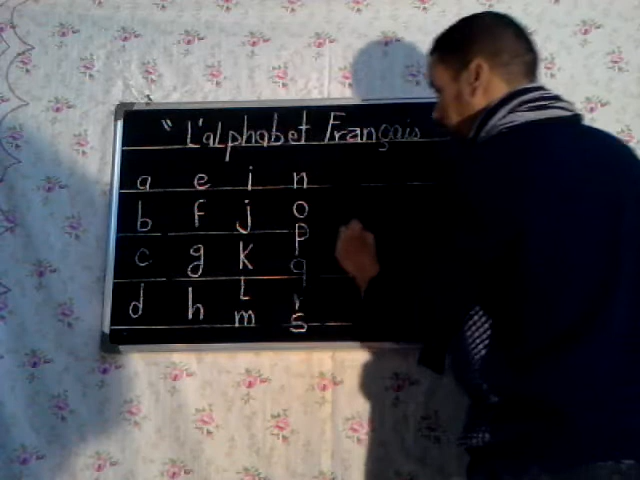 " L'alphabet Français
a e i n
b f j o
p
c g K q
L
d h m r
s